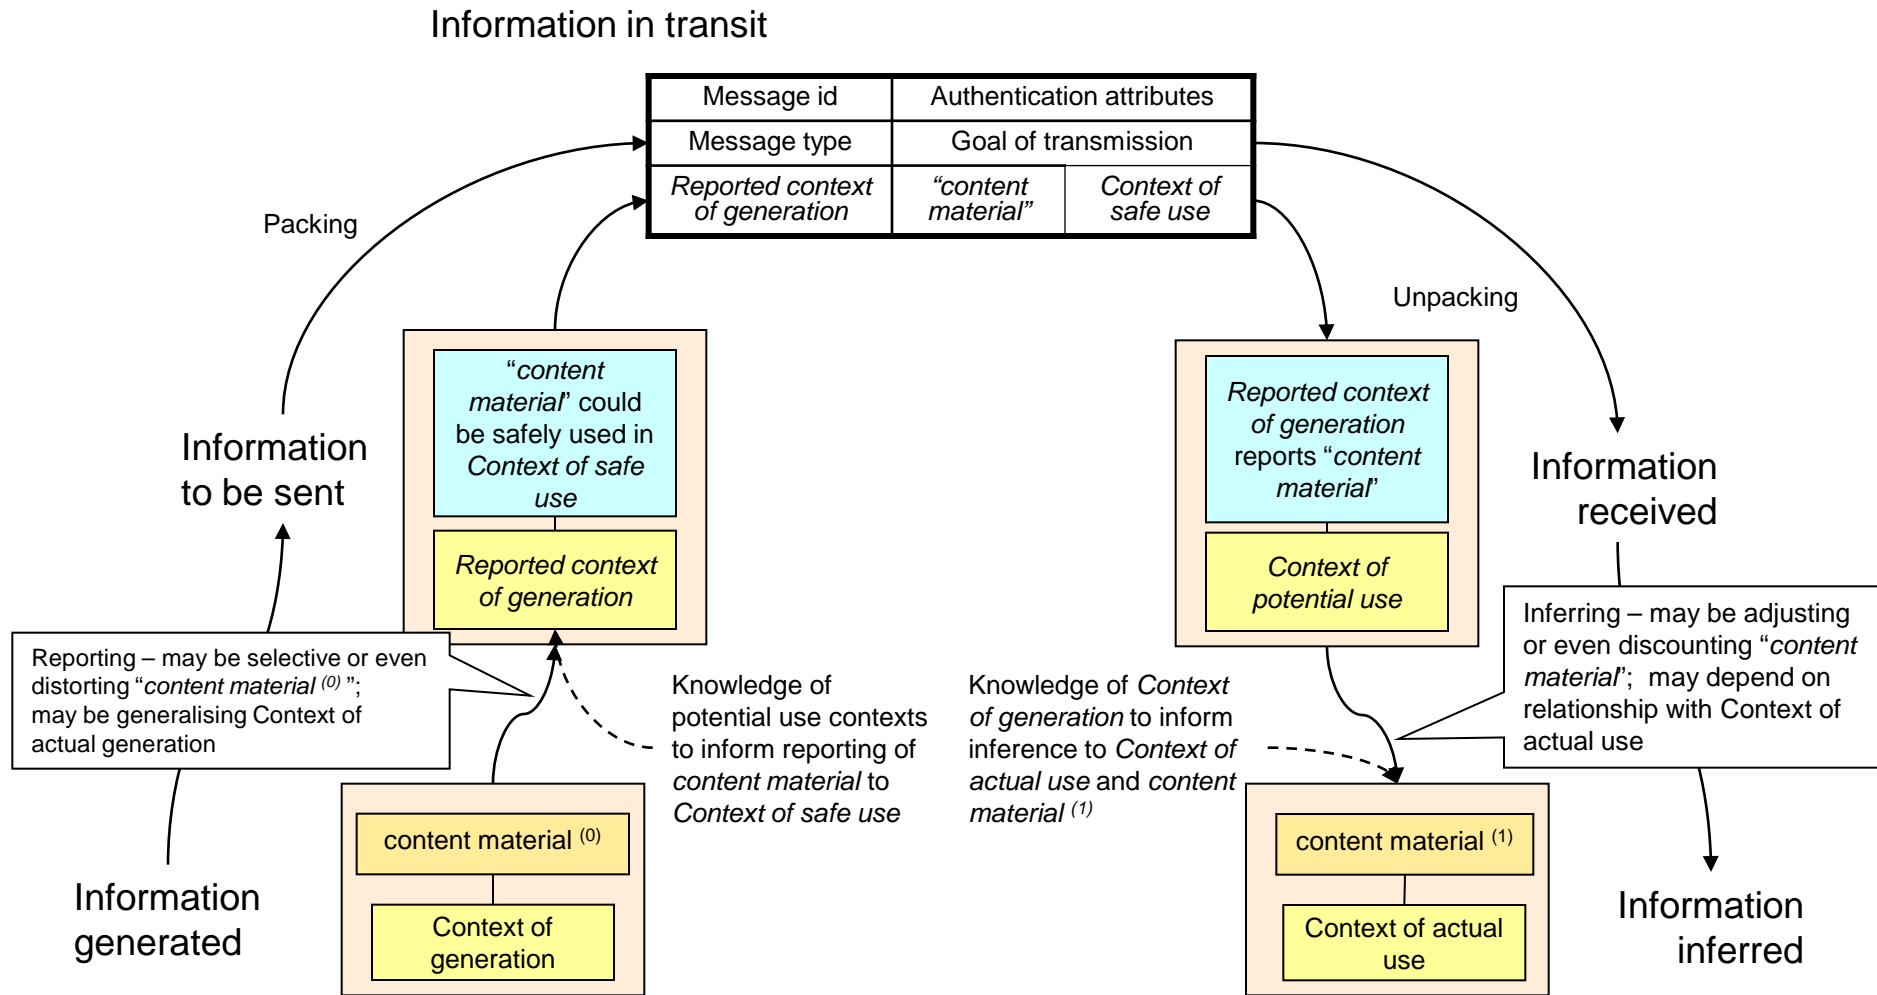 Information in transit
Message id
Authentication attributes
Message type
Goal of transmission
Reported context
of generation
“content
material”
Context of
safe use
Packing
Unpacking
“content
material” could
be safely used in
Context of safe
use
Reported context
of generation
Reported context
of generation
reports “content
material”
Context of
potential use
Information
to be sent
Information
received
Reporting – may be selective or even
distorting “content material (0) ”;
may be generalising Context of
actual generation
Knowledge of
potential use contexts
to inform reporting of
content material to
Context of safe use
Knowledge of Context
of generation to inform
inference to Context of
actual use and content
material (1)
Inferring – may be adjusting
or even discounting “content
material”;  may depend on
relationship with Context of
actual use
content material (0)
Context of
generation
content material (1)
Context of actual
use
Information
generated
Information
inferred